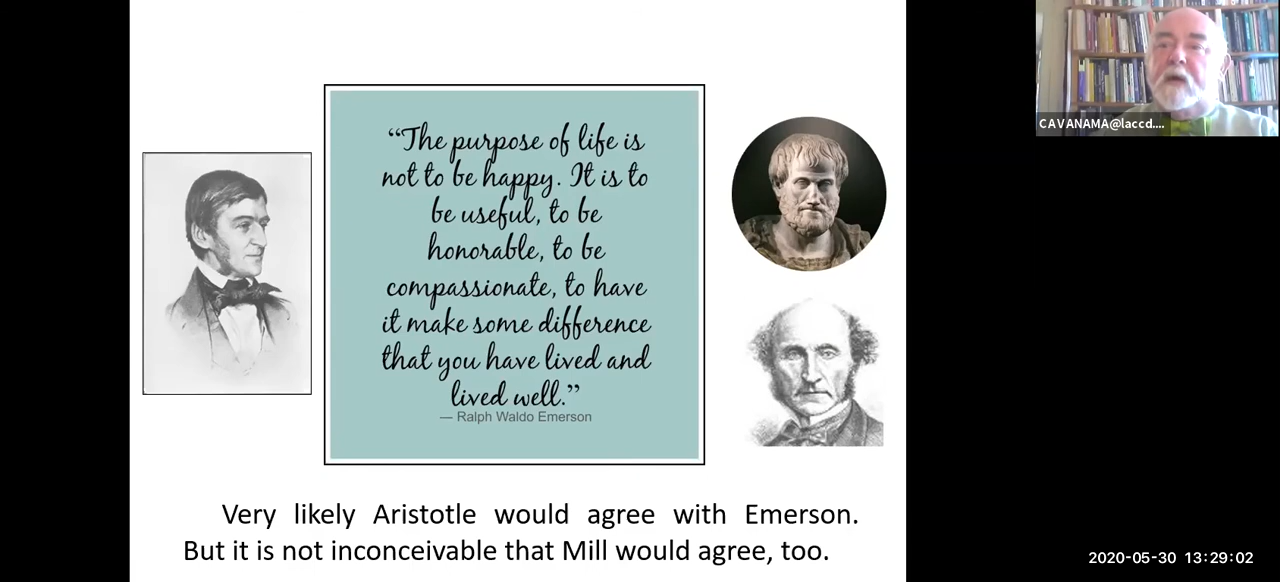 “The purpose of life is
not to be happy. It is to
be useful, to be
honorable, to be
compassionate, to have
it make some difference
that you have lived and
lived well.”
— Ralph Waldo Emerson
Very likely Aristotle would agree with Emerson.
But it is not inconceivable that Mill would agree, too.
CAVANAMA@laccd....
2020-05-30 13:29:02